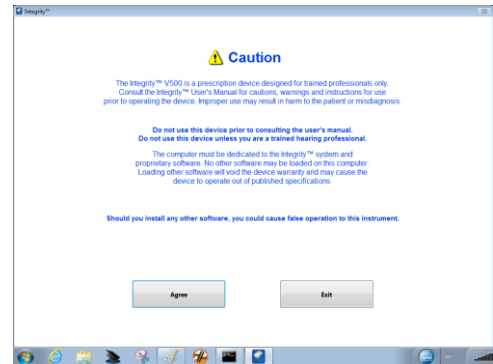 Integrity™
Caution
The Integrity™ V500 is a prescription device designed for trained professionals only.
Consult the Integrity™ User's Manual for cautions, warnings and instructions for use
prior to operating the device. Improper use may result in harm to the patient or misdiagnosis.
Do not use this device prior to consulting the user's manual.
Do not use this device unless you are a trained hearing professional.
The computer must be dedicated to the Integrity™ system and
proprietary software. No other software may be loaded on this computer.
Loading other software will void the device warranty and may cause the
device to operate out of published specifications.
Should you install any other software, you could cause false operation to this instrument.
Agree
Exit